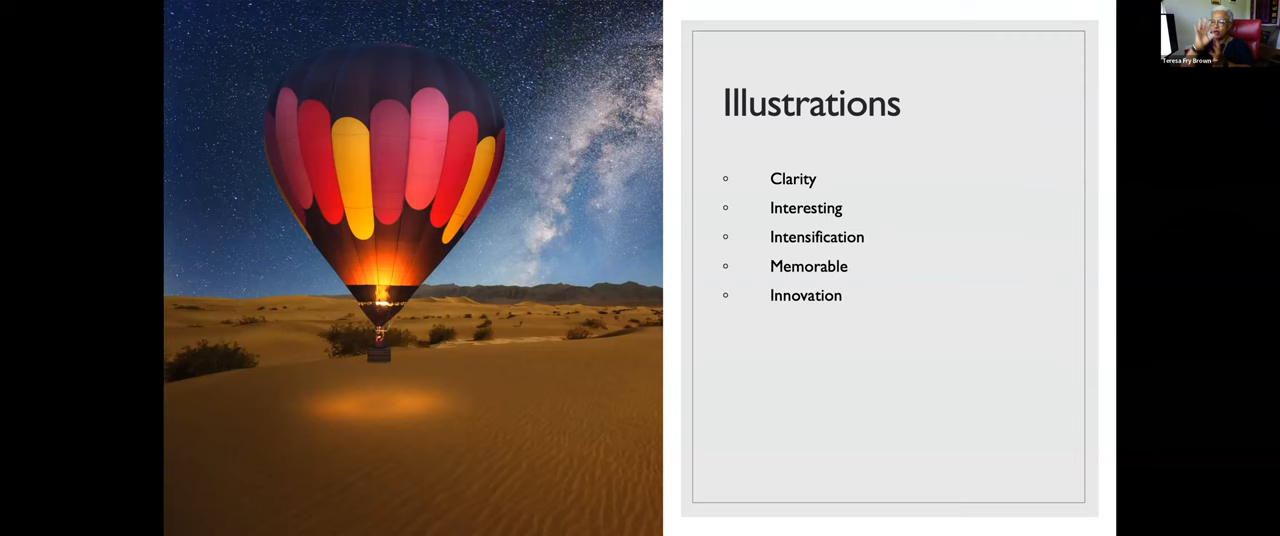 Illustrations
Clarity
Interesting
Intensification
Memorable
Innovation
Teresa Fry Brown